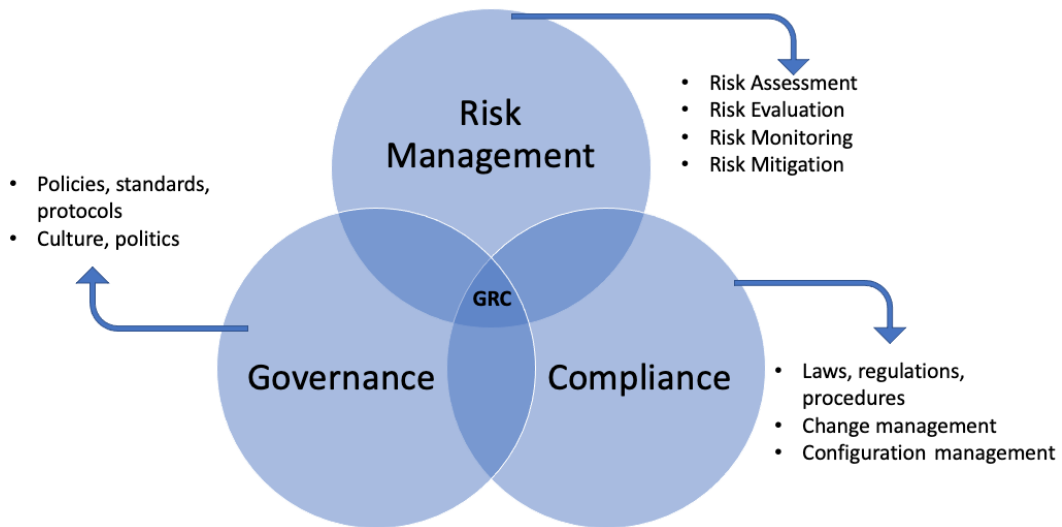 Risk
Management
• Risk Assessment
• Risk Evaluation
• Risk Monitoring
• Risk Mitigation
• Policies, standards,
protocols
• Culture, politics
GRC
Governance
Compliance
• Laws, regulations,
procedures
• Change management
• Configuration management